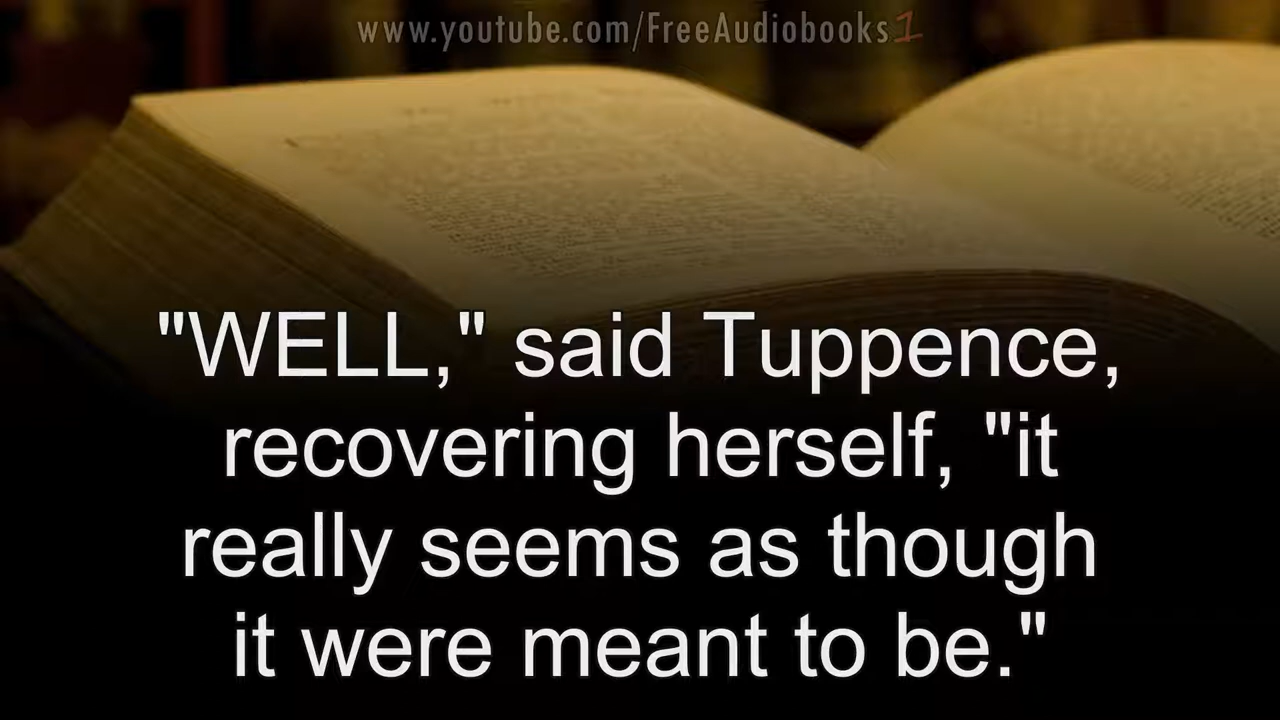 www.youtube.com/FreeAudiobooks1
"WELL," said Tuppence,
recovering herself, "it
really seems as though
it were meant to be."